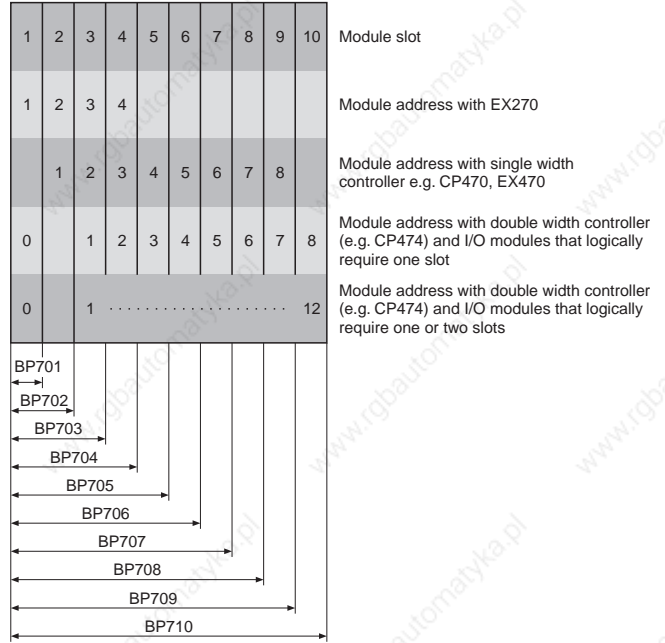 1 2 3 4 5 6 7 8 9 10 Module slot
1 2 3 4 Module address with EX270
1 2 3 4 5 6 7 8 Module address with single width
controller e.g. CP470, EX470
0 1 2 3 4 5 6 7 8 Module address with double width controller
(e.g. CP474) and I/O modules that logically
require one slot
0 1 . . . . . . . . . . . . . . . . . . . . 12 Module address with double width controller
(e.g. CP474) and I/O modules that logically
require one or two slots
BP701
BP702
BP703
BP704
BP705
BP706
BP707
BP708
BP709
BP710
www.rgbautomatyka.pl